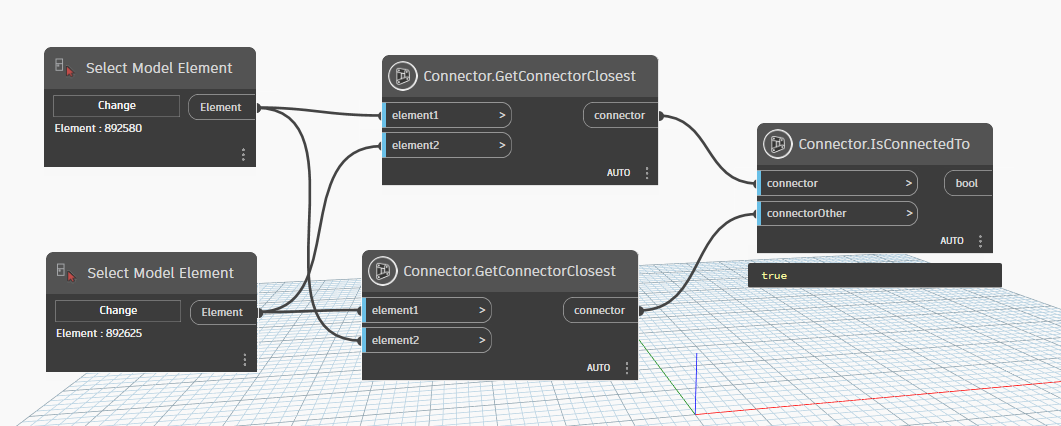 Select Model Element
Change
Element
Element : 892580
Connector.GetConnectorClosest
element1 >
connector
element2 >
AUTO
Connector.IsConnectedTo
connector >
bool
connectorOther >
AUTO
true
Select Model Element
Change
Element
Element : 892625
Connector.GetConnectorClosest
element1 >
connector
element2 >
AUTO